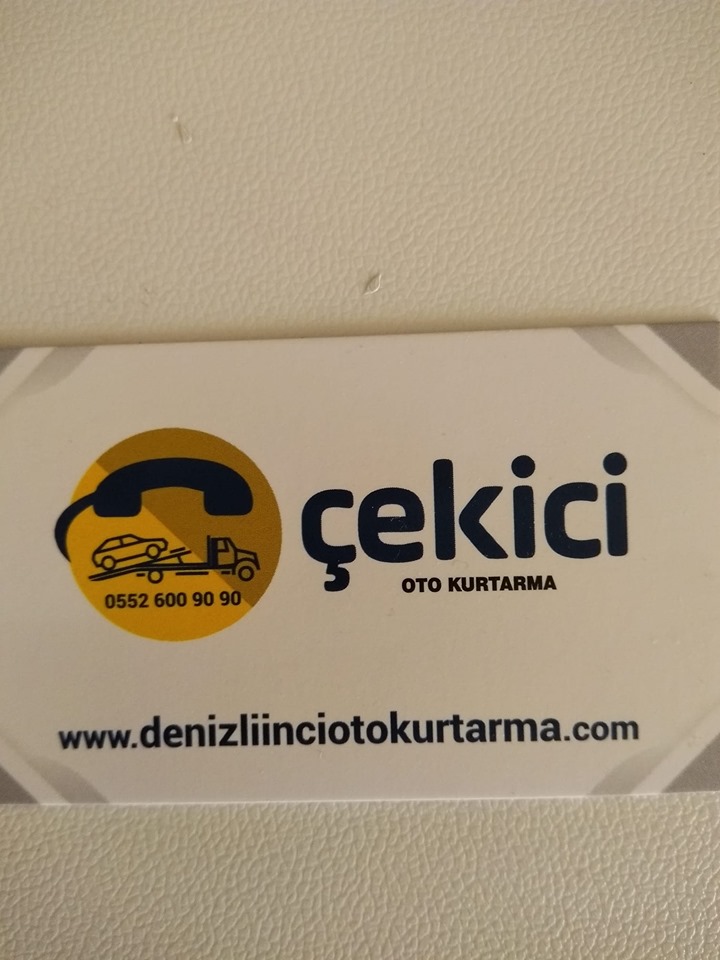 çekici
OTO KURTARMA
0552 600 90 90
www.denizliinciotokurtarma.com